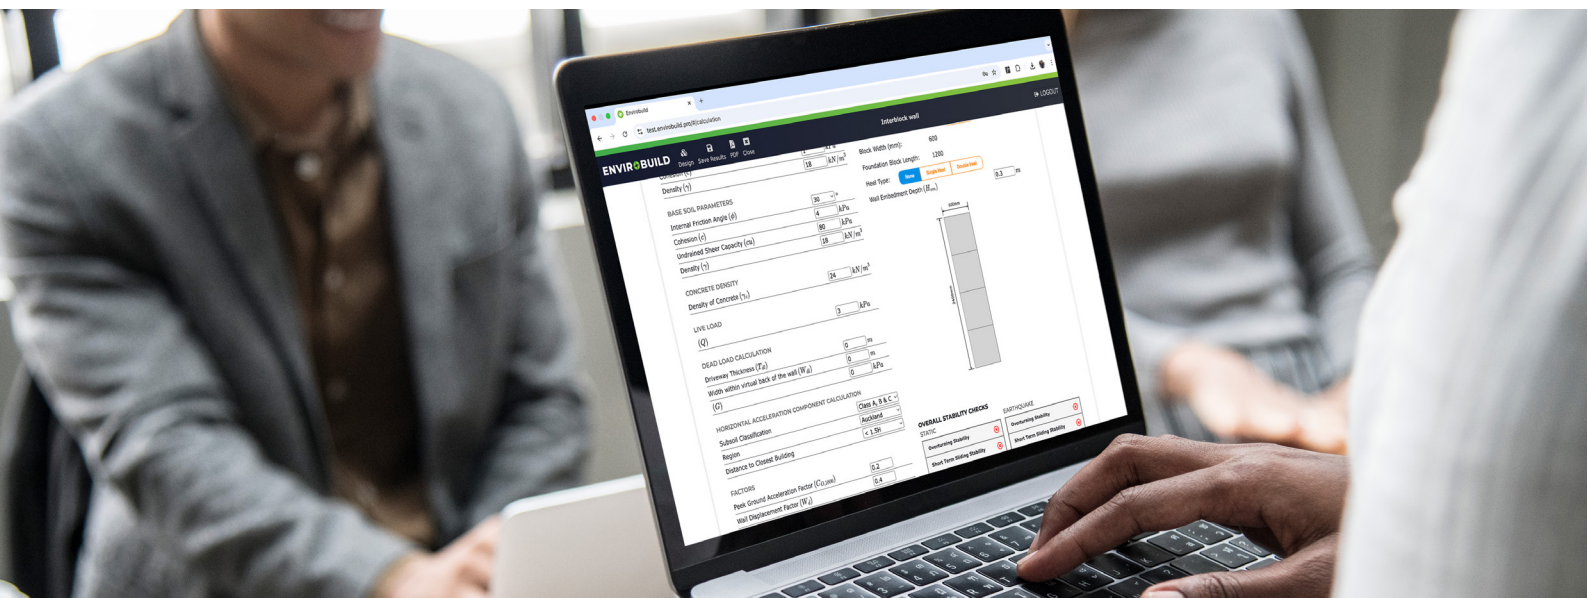 Envirobuild
test.envirobuild.pro/#/calculation
ENVIROBUILD
Design
Save Results
PDF
Close
Interblock wall
LOGOUT
Density (γ) 18 kN/m³
BASE SOIL PARAMETERS
Internal Friction Angle (ϕ) 30 °
Cohesion (c) 4 kPa
Undrained Sheer Capacity (cu) 80 kPa
Density (γ) 18 kN/m³
CONCRETE DENSITY
Density of Concrete (γc) 24 kN/m³
LIVE LOAD
(Q) 3 kPa
DEAD LOAD CALCULATION
Driveway Thickness (Td) 0 m
Width within virtual back of the wall (Wd) 0 m
(G) 0 kPa
HORIZONTAL ACCELERATION COMPONENT CALCULATION
Subsoil Classification Class A, B & C
Region Auckland
Distance to Closest Building < 1.5H
FACTORS
Peek Ground Acceleration Factor (C0,1000) 0.2
Wall Displacement Factor (Wd) 0.4
Block Width (mm): 600
Foundation Block Length: 1200
Heel Type: None Single Heel Double Heel
Wall Embedment Depth 0.3 m
600mm
OVERALL STABILITY CHECKS
STATIC
Overturning Stability
Short Term Sliding Stability
EARTHQUAKE
Overturning Stability
Short Term Sliding Stability